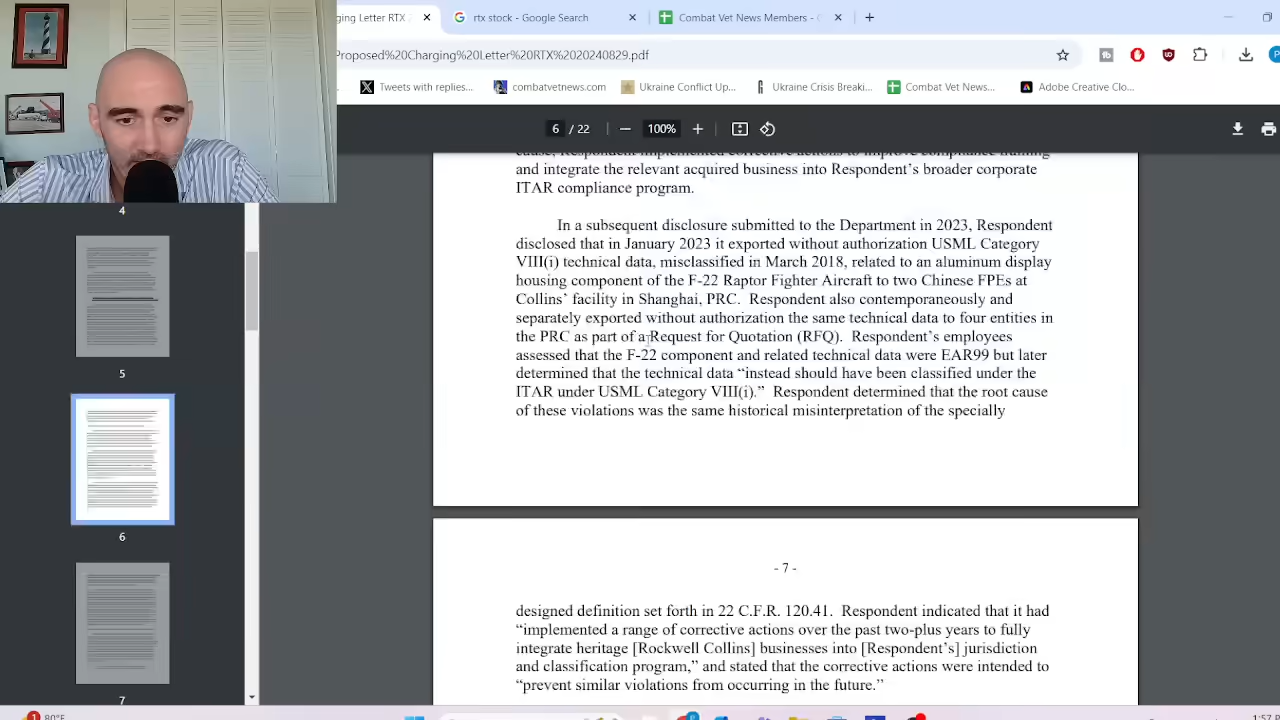 ging Letter RTX
rtx stock - Google Search
Combat Vet News Members - C
Proposed%20Charging%20Letter%20RTX%2020240829.pdf
Tweets with replies...
combatvetnews.com
Ukraine Conflict Up...
Ukraine Crisis Breaki...
Combat Vet News...
Adobe Creative Clo...
6 / 22
100%
cause, Respondent implemented corrective actions to improve compliance training
and integrate the relevant acquired business into Respondent's broader corporate
ITAR compliance program.
4
In a subsequent disclosure submitted to the Department in 2023, Respondent
disclosed that in January 2023 it exported without authorization USML Category
VIII(i) technical data, misclassified in March 2018, related to an aluminum display
housing component of the F-22 Raptor Fighter Aircraft to two Chinese FPEs at
Collins' facility in Shanghai, PRC. Respondent also contemporaneously and
separately exported without authorization the same technical data to four entities in
the PRC as part of a Request for Quotation (RFQ). Respondent's employees
assessed that the F-22 component and related technical data were EAR99 but later
determined that the technical data “instead should have been classified under the
ITAR under USML Category VIII(i).” Respondent determined that the root cause
of these violations was the same historical misinterpretation of the specially
5
6
- 7 -
designed definition set forth in 22 C.F.R. 120.41. Respondent indicated that it had
“implemented a range of corrective actions over the past two-plus years to fully
integrate heritage [Rockwell Collins] businesses into [Respondent's] jurisdiction
and classification program,” and stated that the corrective actions were intended to
“prevent similar violations from occurring in the future.”
7
80°F
1:57